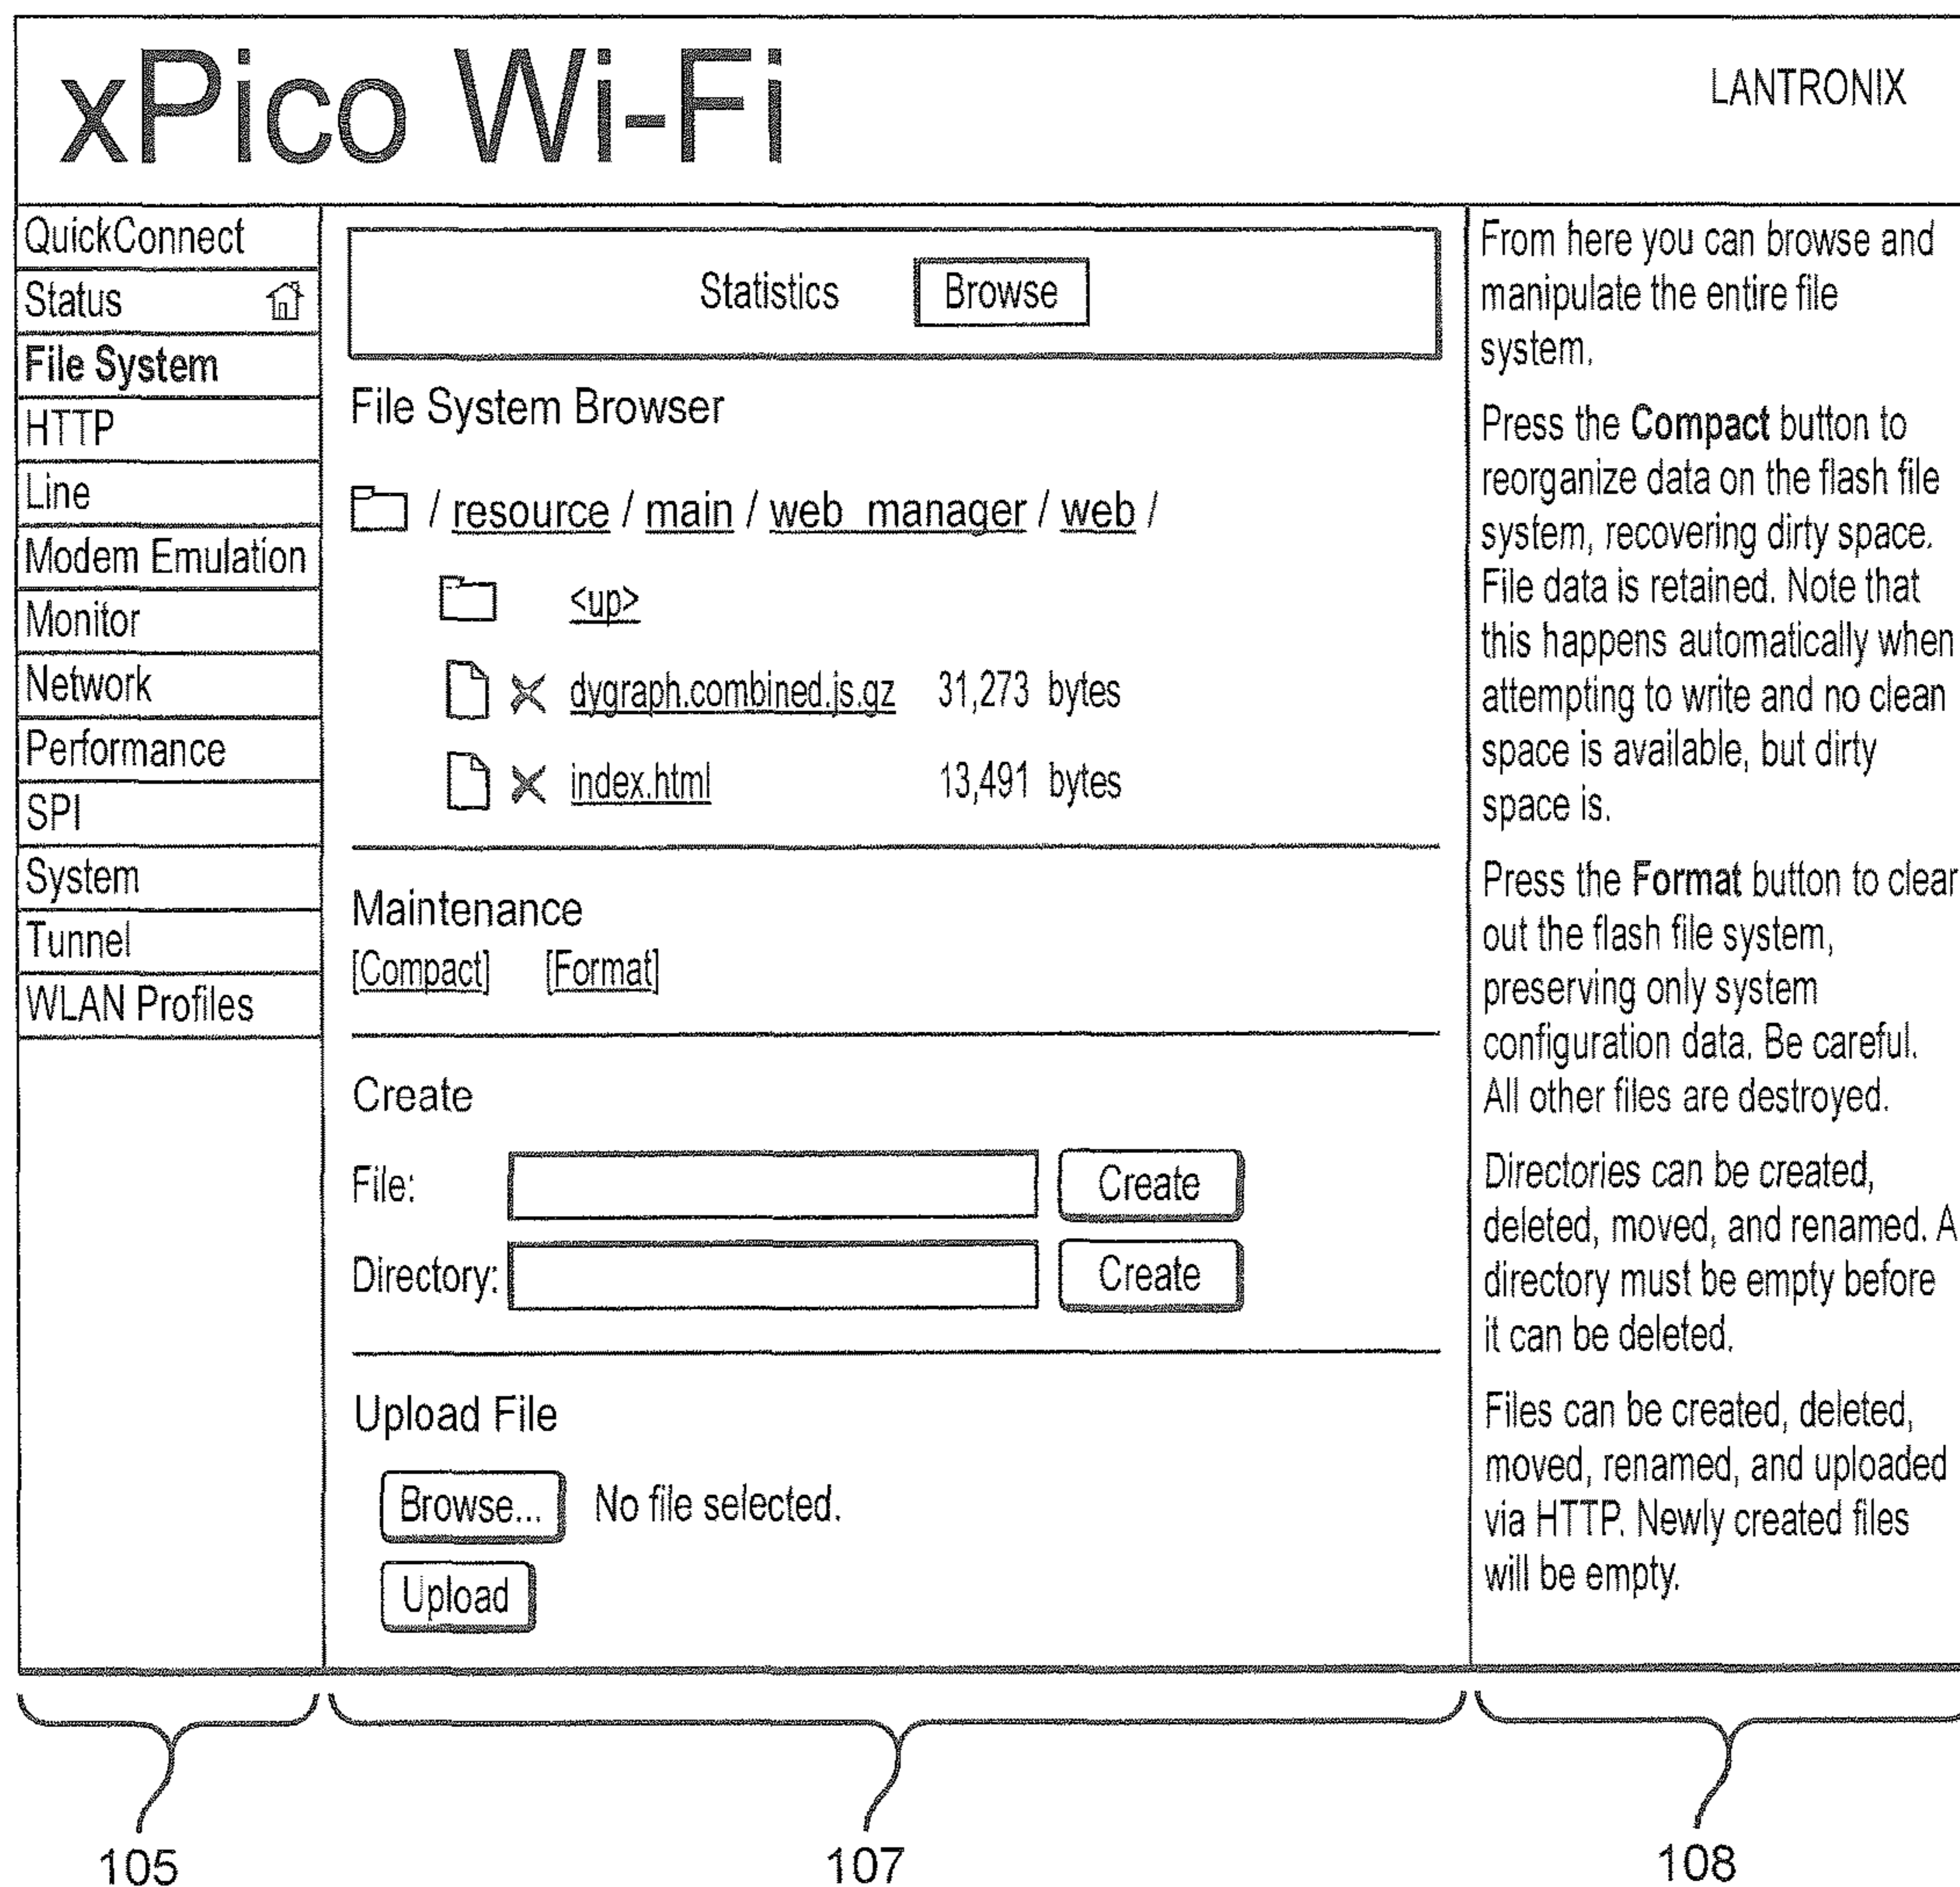 xPico Wi-Fi
LANTRONIX
QuickConnect
Status
File System
HTTP
Line
Modem Emulation
Monitor
Network
Performance
SPI
System
Tunnel
WLAN Profiles
Statistics Browse
File System Browser
/ resource / main / web_manager / web /
<up>
dygraph.combined.js.gz 31,273 bytes
index.html 13,491 bytes
Maintenance
[Compact] [Format]
Create
File: Create
Directory: Create
Upload File
Browse... No file selected.
Upload
From here you can browse and
manipulate the entire file
system.
Press the Compact button to
reorganize data on the flash file
system, recovering dirty space.
File data is retained. Note that
this happens automatically when
attempting to write and no clean
space is available, but dirty
space is.
Press the Format button to clear
out the flash file system,
preserving only system
configuration data. Be careful.
All other files are destroyed.
Directories can be created,
deleted, moved, and renamed. A
directory must be empty before
it can be deleted.
Files can be created, deleted,
moved, renamed, and uploaded
via HTTP. Newly created files
will be empty.
105
107
108